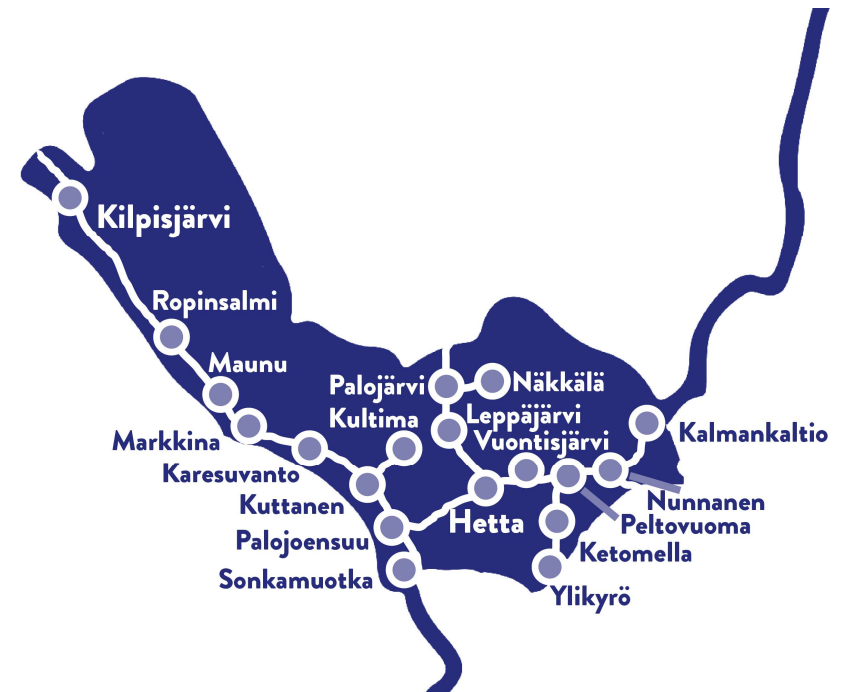 Kilpisjärvi
Ropinsalmi
Maunu
Palojärvi
Näkkälä
Kultima
Leppäjärvi
Markkina
Vuontisjärvi
Kalmankaltio
Karesuvanto
Kuttanen
Nunnanen
Hetta
Peltovuoma
Palojoensuu
Ketomella
Sonkamuotka
Ylikyrö